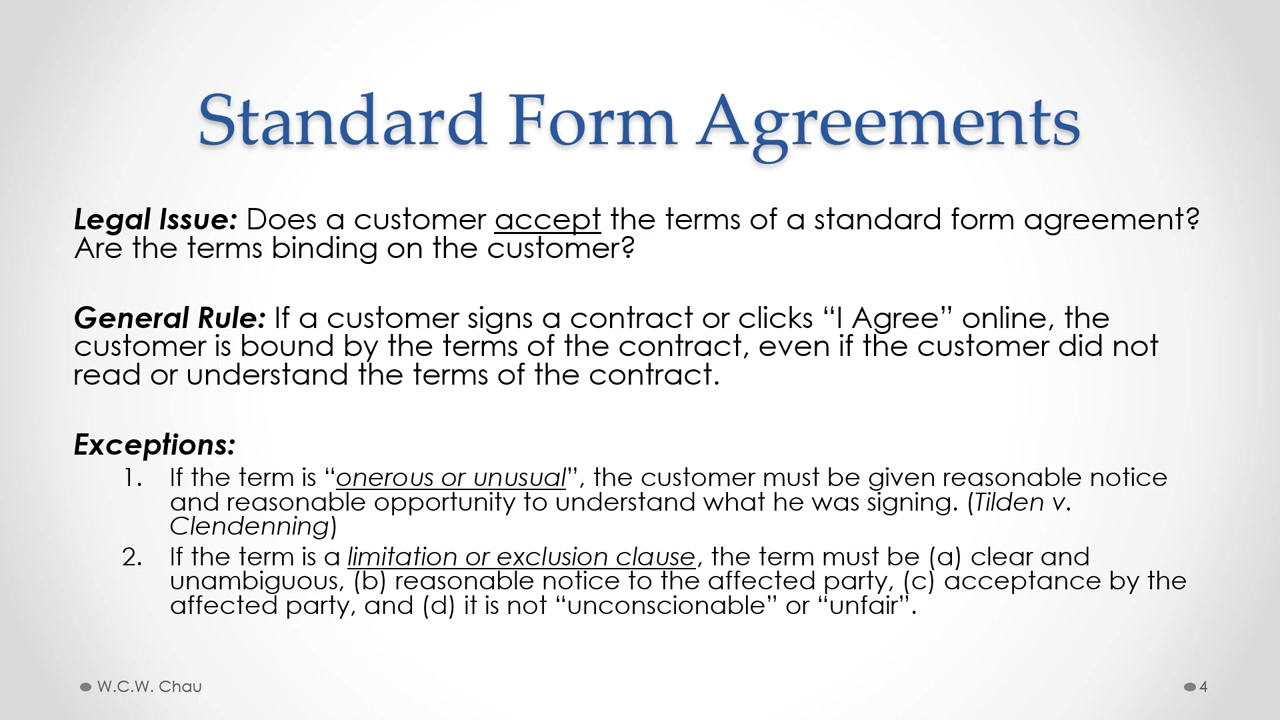 Standard Form Agreements
Legal Issue: Does a customer accept the terms of a standard form agreement?
Are the terms binding on the customer?
General Rule: If a customer signs a contract or clicks “I Agree” online, the
customer is bound by the terms of the contract, even if the customer did not
read or understand the terms of the contract.
Exceptions:
1. If the term is “onerous or unusual”, the customer must be given reasonable notice
and reasonable opportunity to understand what he was signing. (Tilden v.
Clendenning)
2. If the term is a limitation or exclusion clause, the term must be (a) clear and
unambiguous, (b) reasonable notice to the affected party, (c) acceptance by the
affected party, and (d) it is not “unconscionable” or “unfair”.
W.C.W. Chau
4